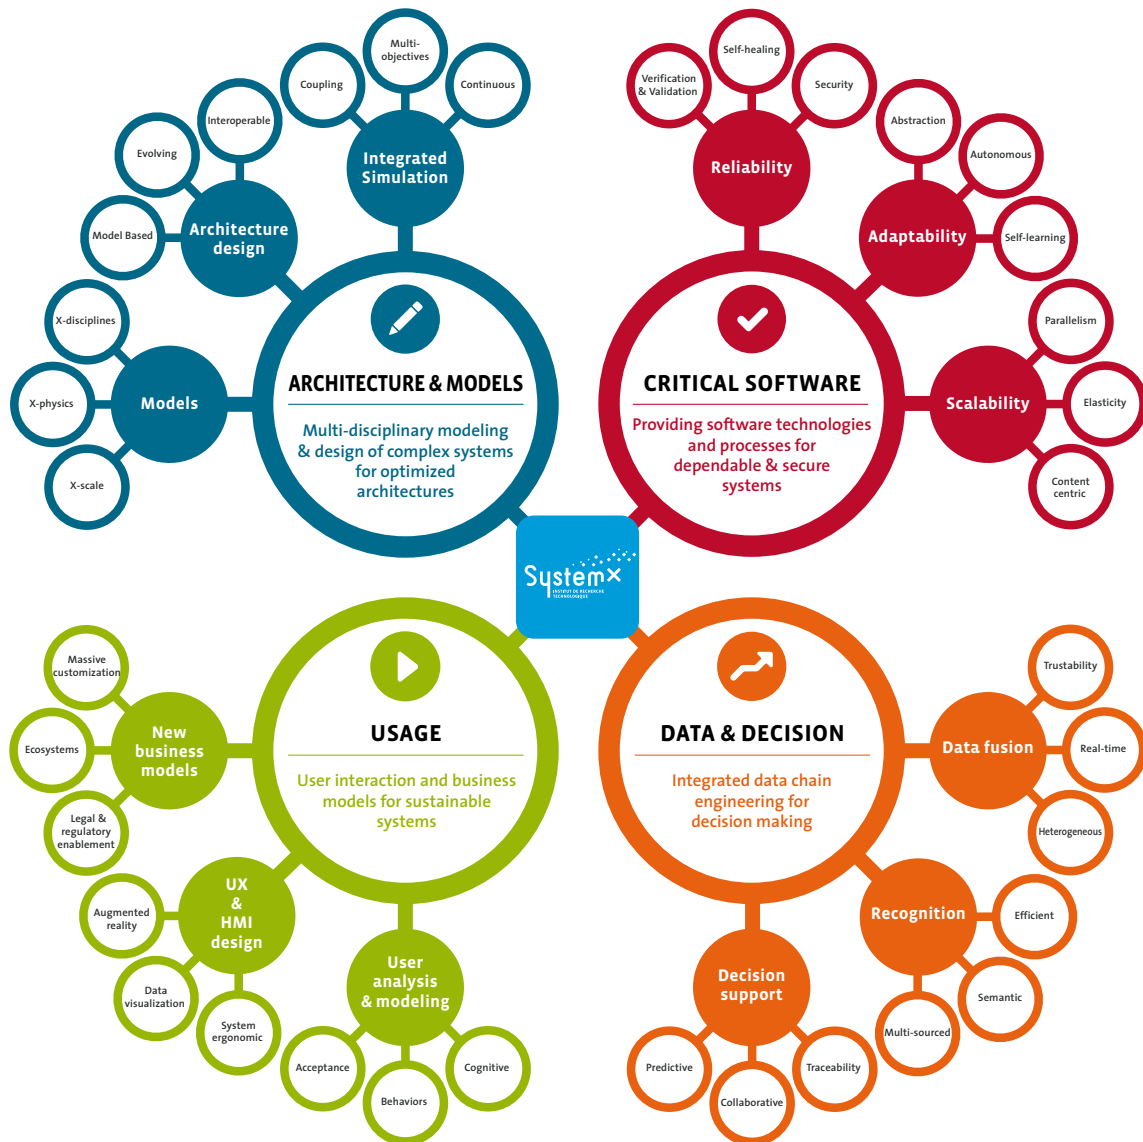 Coupling
Multi-
objectives
Continuous
Interoperable
Evolving
Model Based
Integrated
Simulation
Architecture
design
X-disciplines
X-physics
X-scale
Models
ARCHITECTURE & MODELS
Multi-disciplinary modeling
& design of complex systems
for optimized
architectures
Verification
& Validation
Self-healing
Security
Abstraction
Autonomous
Self-learning
Reliability
Adaptability
Parallelism
Elasticity
Content
centric
Scalability
CRITICAL SOFTWARE
Providing software technologies
and processes for
dependable & secure
systems
Systemx
INSTITUT DE RECHERCHE
TECHNOLOGIQUE
USAGE
User interaction and business
models for sustainable
systems
Massive
customization
Ecosystems
Legal &
regulatory
enablement
New
business
models
Augmented
reality
Data
visualization
System
ergonomic
UX
&
HMI
design
User
analysis
& modeling
Acceptance
Behaviors
Cognitive
DATA & DECISION
Integrated data chain
engineering for
decision making
Trustability
Real-time
Heterogeneous
Data fusion
Efficient
Semantic
Multi-sourced
Recognition
Decision
support
Predictive
Collaborative
Traceability